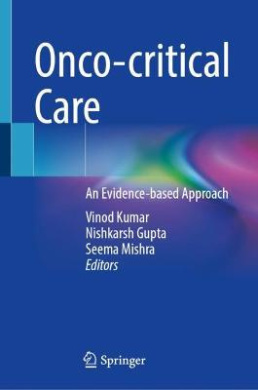 Onco-critical
Care
An Evidence-based Approach
Vinod Kumar
Nishkarsh Gupta
Seema Mishra
Editors
Springer